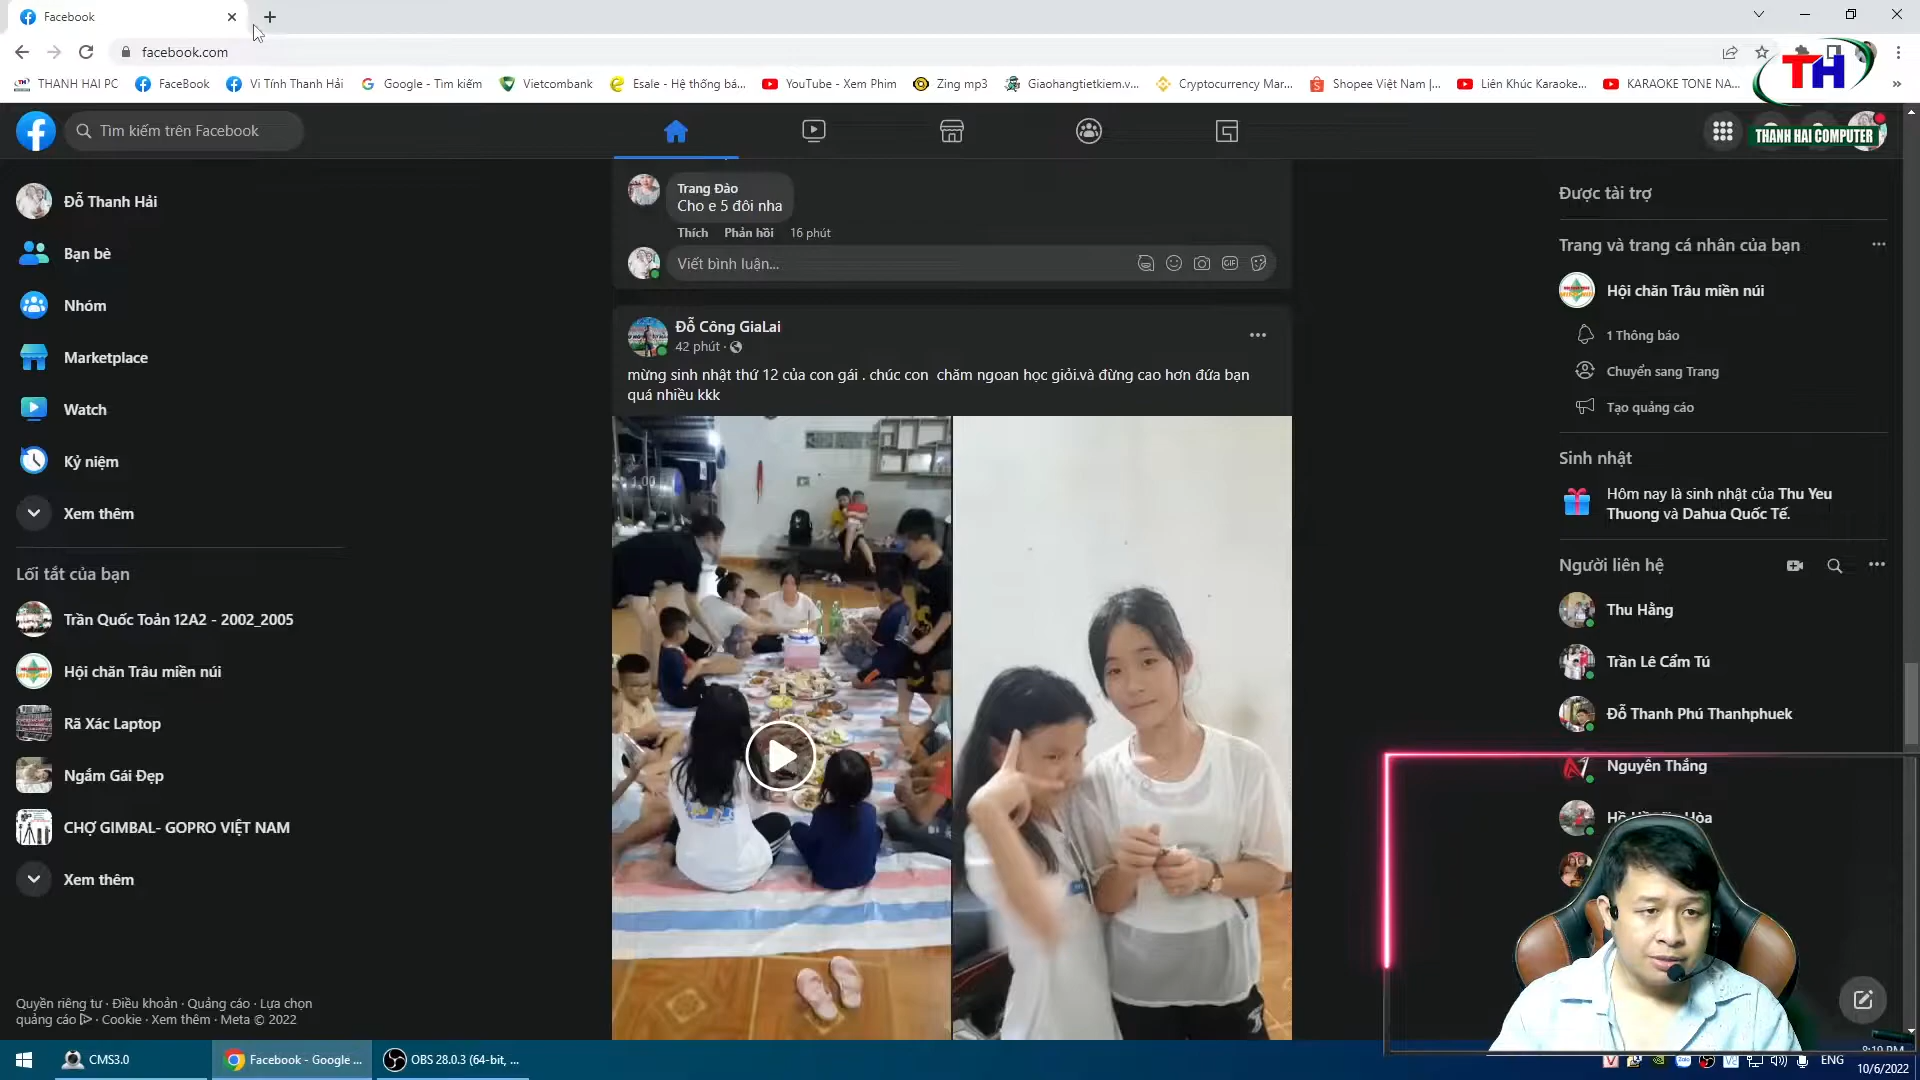 Facebook
facebook.com
THANH HAI PC
FaceBook
Vi Tính Thanh Hải
Google - Tìm kiếm
Vietcombank
Esale - Hệ thống bá...
YouTube - Xem Phim
Zing mp3
Giaohangtietkiem.v...
Cryptocurrency Mar...
Shopee Việt Nam |...
Liên Khúc Karaoke...
KARAOKE TONE NA...
TH
THANH HAI COMPUTER
Tìm kiếm trên Facebook
Đỗ Thanh Hải
Bạn bè
Nhóm
Marketplace
Watch
Kỷ niệm
Xem thêm
Lối tắt của bạn
Trần Quốc Toản 12A2 - 2002_2005
Hội chăn Trâu miền núi
Rã Xác Laptop
Ngắm Gái Đẹp
CHỢ GIMBAL- GOPRO VIỆT NAM
Xem thêm
Quyền riêng tư · Điều khoản · Quảng cáo · Lựa chọn
quảng cáo · Cookie · Xem thêm · Meta © 2022
Trang Đào
Cho e 5 đôi nha
Thích Phản hồi 16 phút
Viết bình luận...
GIF
Đỗ Công GiaLai
42 phút ·
mừng sinh nhật thứ 12 của con gái . chúc con chăm ngoan học giỏi.và đừng cao hơn đứa bạn
quá nhiều kkk
Được tài trợ
Trang và trang cá nhân của bạn
Hội chăn Trâu miền núi
1 Thông báo
Chuyển sang Trang
Tạo quảng cáo
Sinh nhật
Hôm nay là sinh nhật của Thu Yeu
Thuong và Dahua Quốc Tế.
Người liên hệ
Thu Hằng
Trần Lê Cẩm Tú
Đỗ Thanh Phú Thanhphuek
Nguyễn Thắng
CMS3.0
Facebook - Google ...
OBS 28.0.3 (64-bit, ...
ENG
8:19 PM
10/6/2022